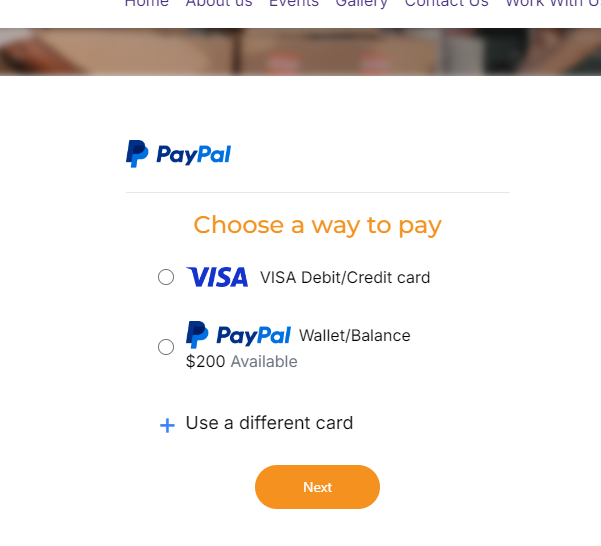 Home About us Events Gallery Contact Us Work With
PayPal
Choose a way to pay
VISA VISA Debit/Credit card
PayPal Wallet/Balance
$200 Available
+ Use a different card
Next